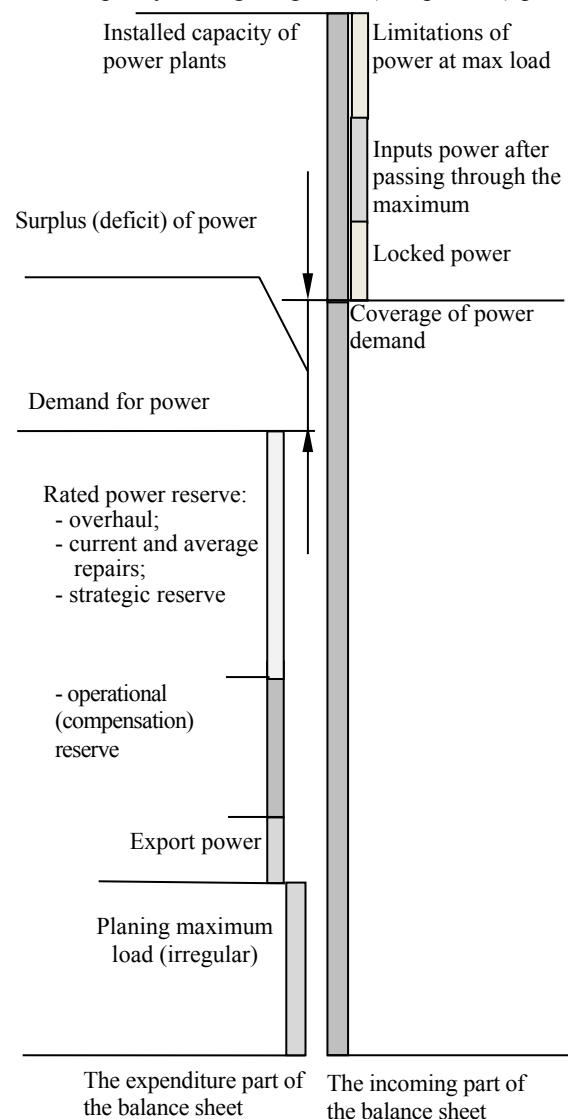 Installed capacity of
power plants
Limitations of
power at max load
Inputs power after
passing through the
maximum
Surplus (deficit) of power
Locked power
Coverage of power
demand
Demand for power
Rated power reserve:
- overhaul;
- current and average
repairs;
- strategic reserve
- operational
(compensation)
reserve
Export power
Planing maximum
load (irregular)
The expenditure part of
the balance sheet
The incoming part of
the balance sheet